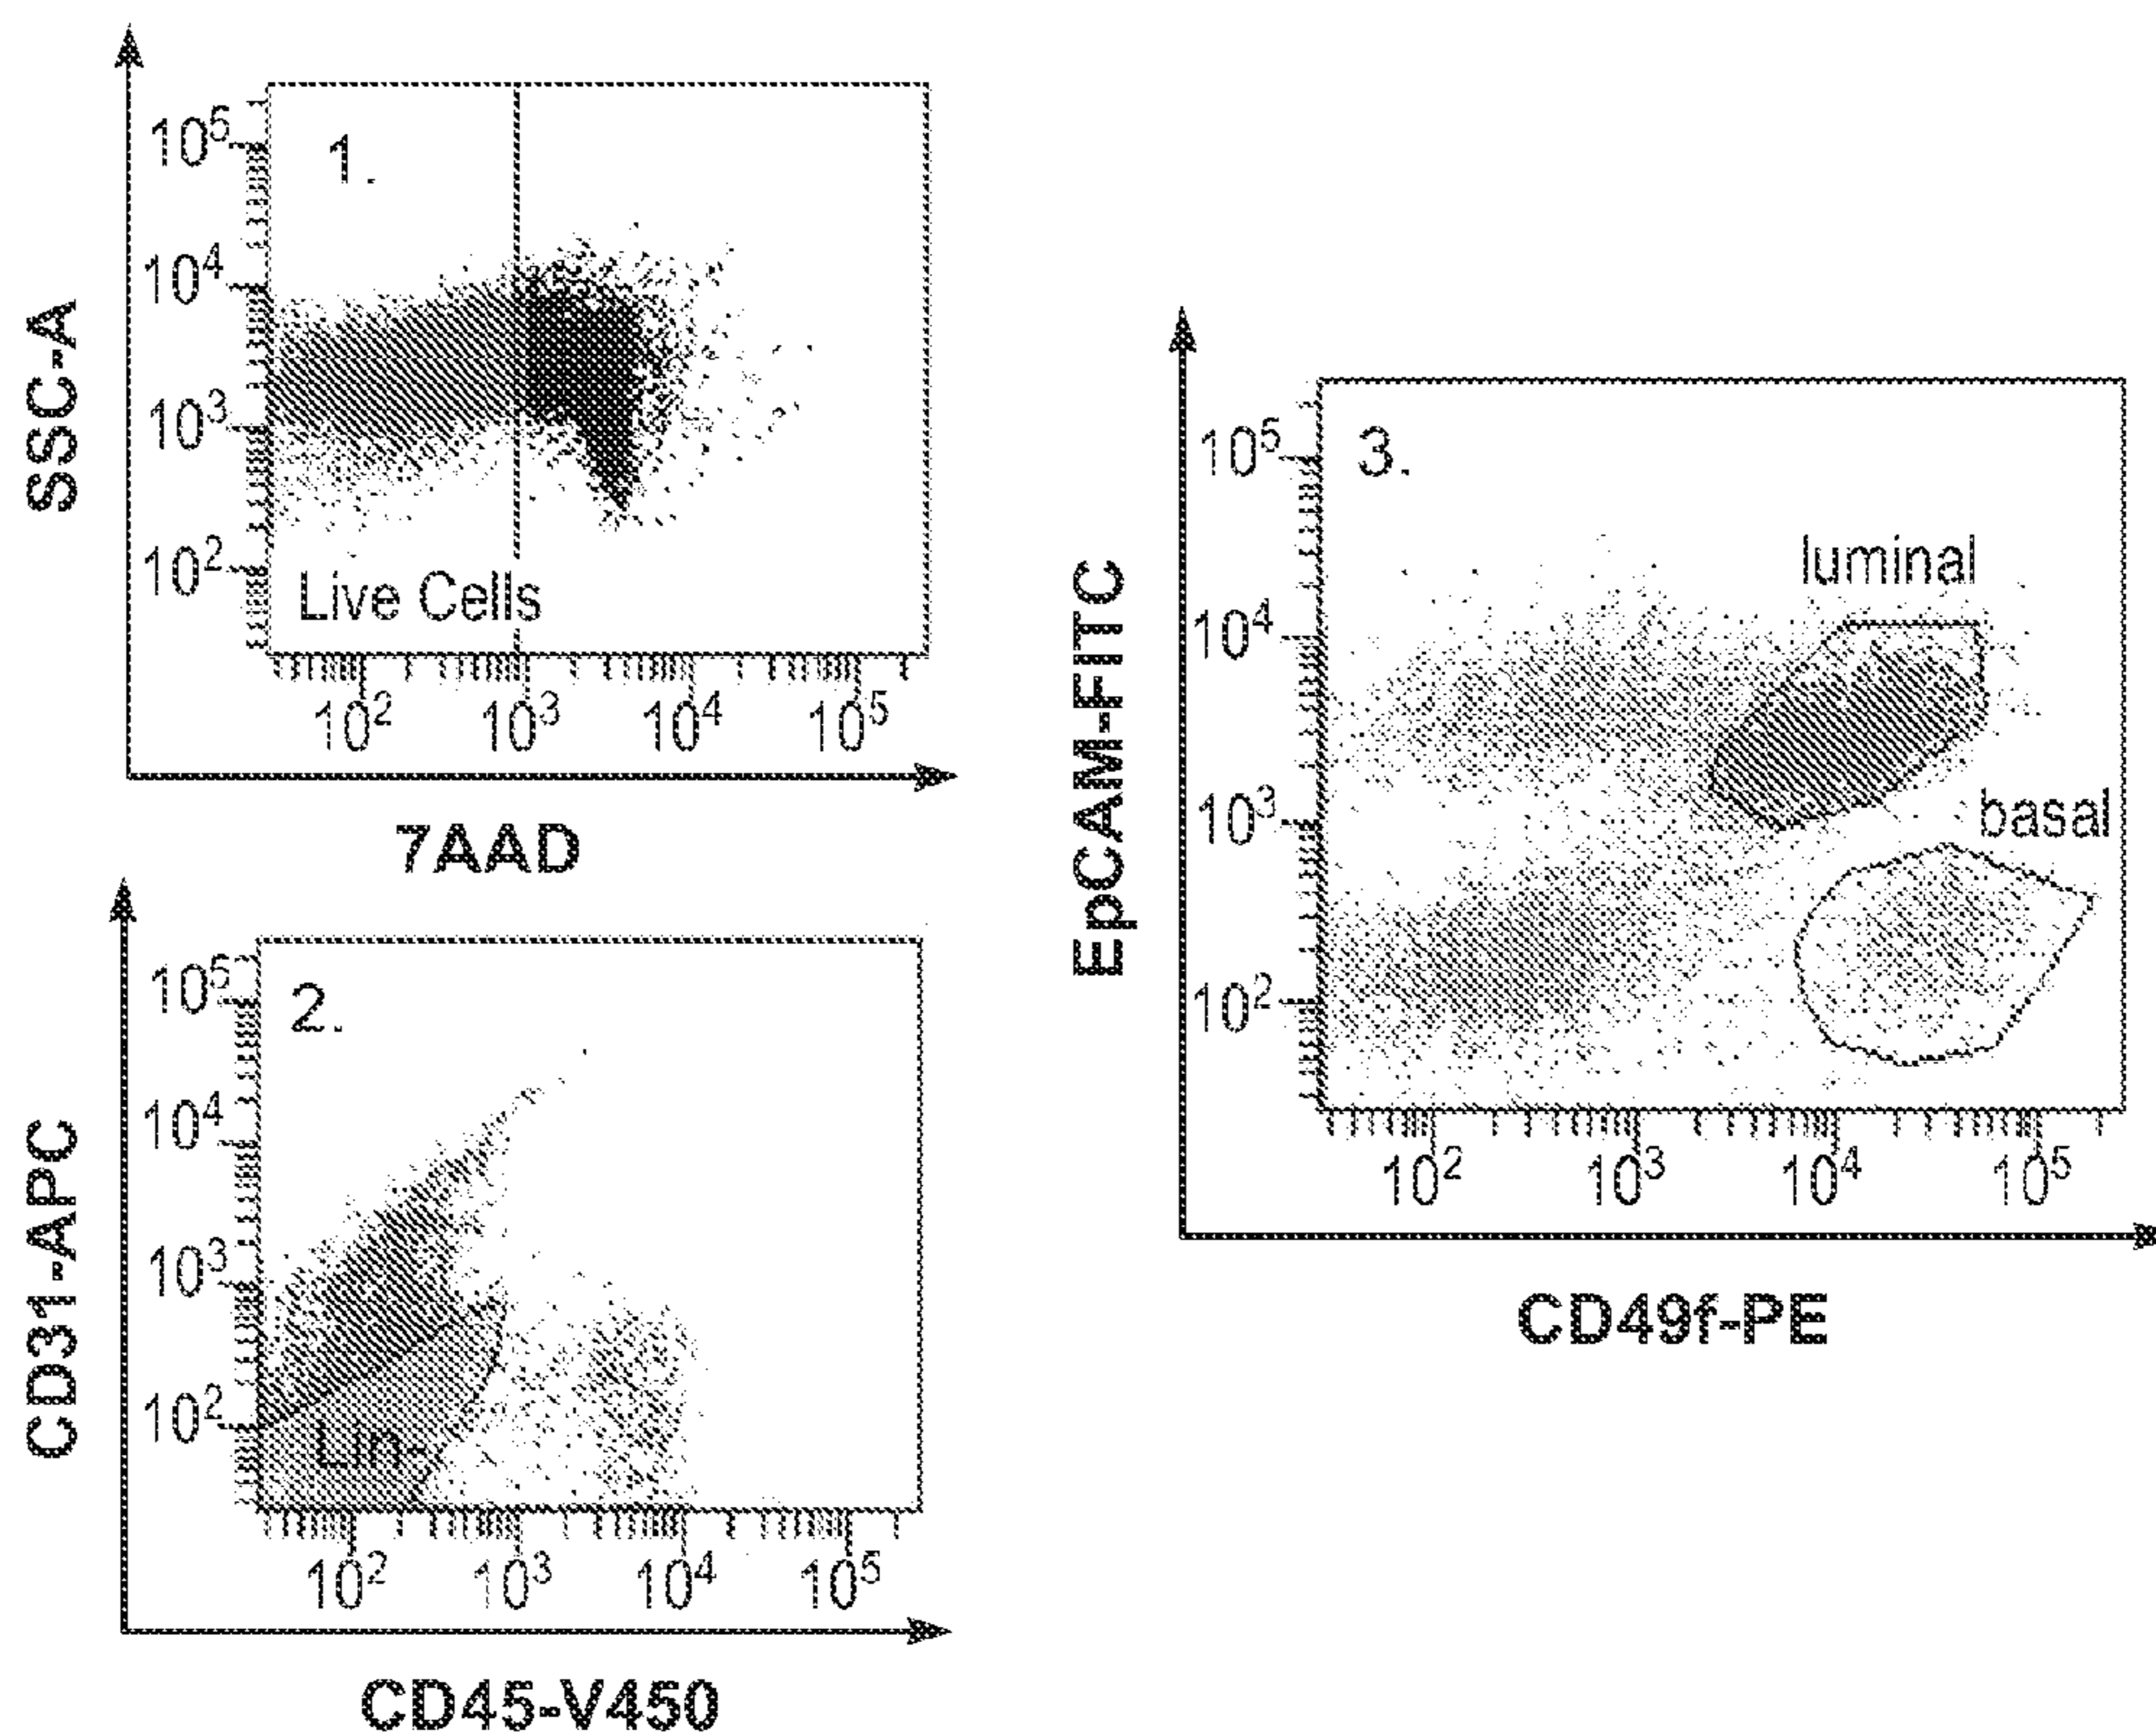 1.
10⁵
10⁴
10³
10²
SSC-A
Live Cells
10² 10³ 10⁴ 10⁵
7AAD
2.
10⁵
10⁴
10³
10²
CD31-APC
Lin-
10² 10³ 10⁴ 10⁵
CD45-V450
3.
10⁵
10⁴
10³
10²
EpCAM-FITC
luminal
basal
10² 10³ 10⁴ 10⁵
CD49f-PE